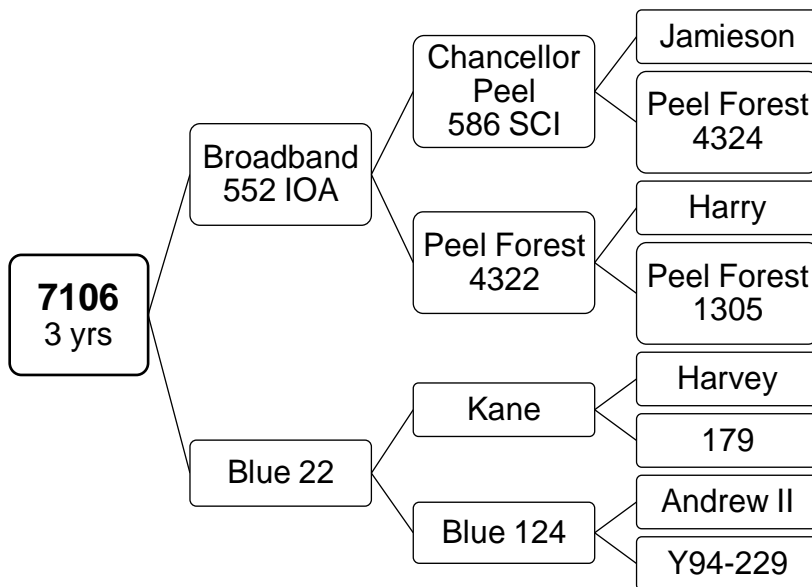 7106
3 yrs
Broadband
552 IOA
Blue 22
Chancellor
Peel
586 SCI
Peel Forest
4322
Kane
Blue 124
Jamieson
Peel Forest
4324
Harry
Peel Forest
1305
Harvey
179
Andrew II
Y94-229